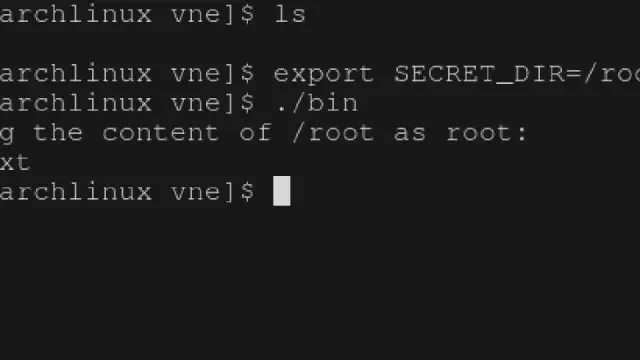 archlinux vne]$ ls
archlinux vne]$ export SECRET_DIR=/roo
archlinux vne]$ ./bin
g the content of /root as root:
xt
archlinux vne]$